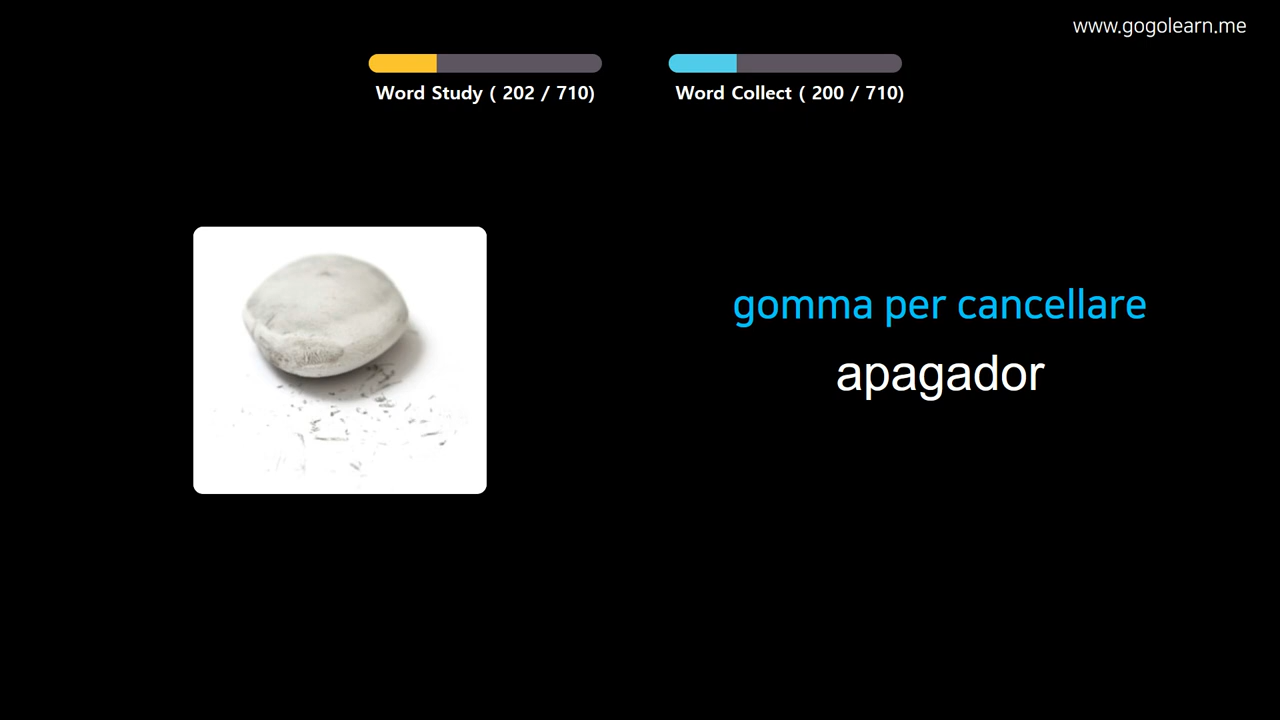 www.gogolearn.me
Word Study ( 202 / 710)
Word Collect ( 200 / 710)
gomma per cancellare
apagador